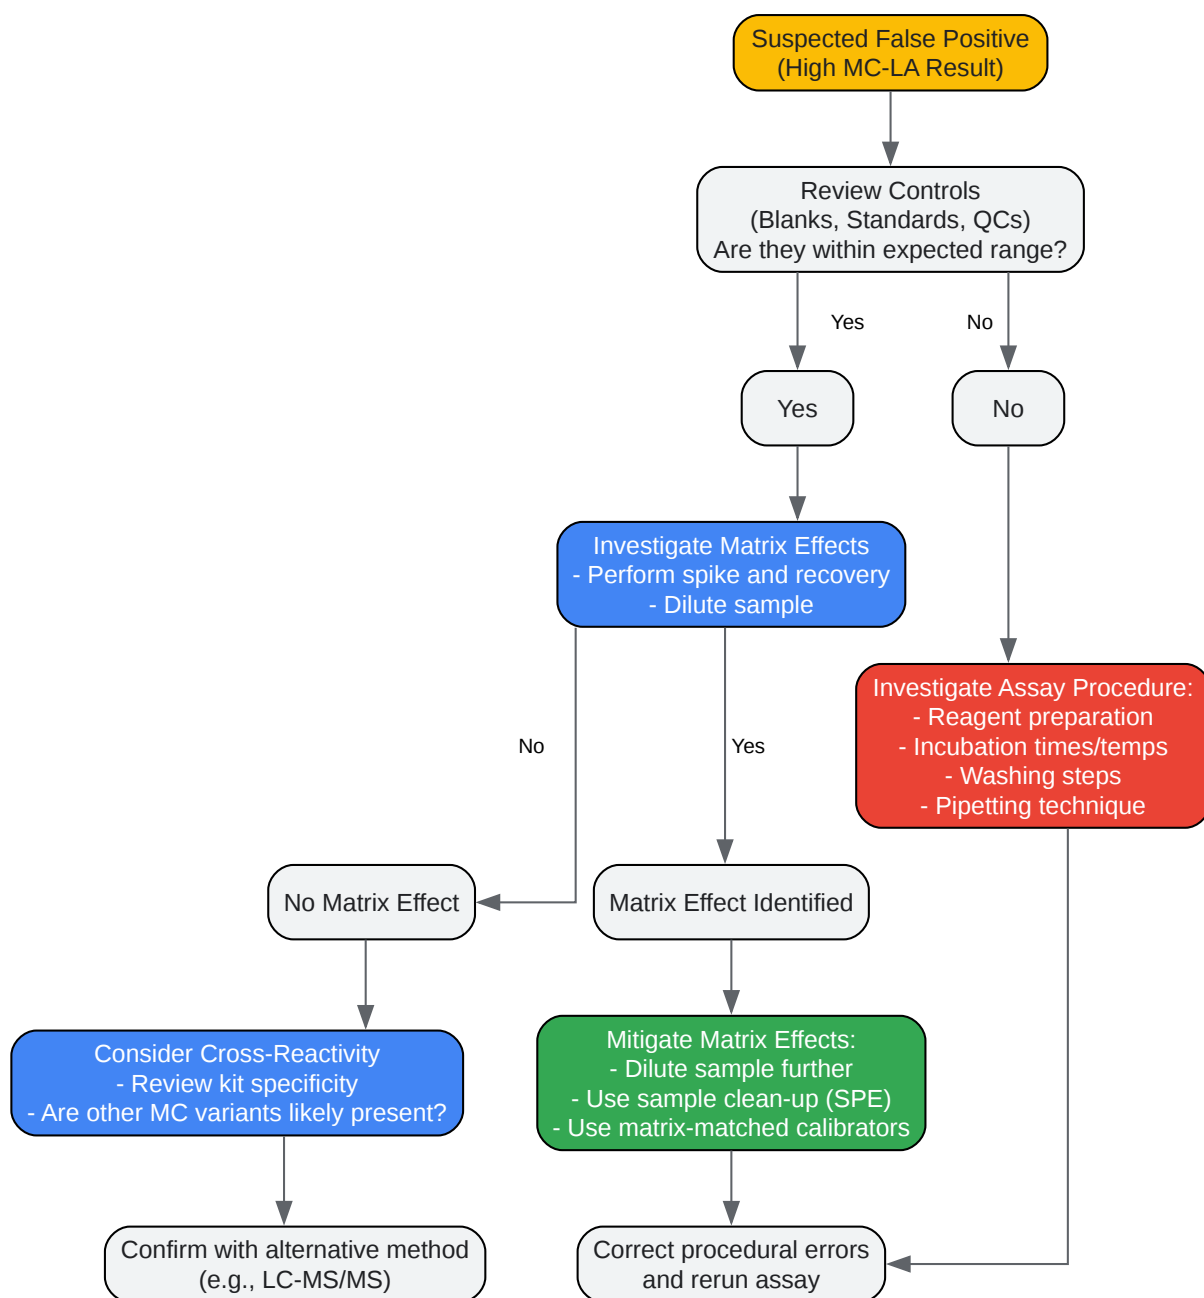 Suspected False Positive
(High MC-LA Result)
Review Controls
(Blanks, Standards, QCs)
Are they within expected range?
Yes
No
Yes
No
Investigate Matrix Effects
- Perform spike and recovery
- Dilute sample
Investigate Assay Procedure:
- Reagent preparation
- Incubation times/temps
- Washing steps
- Pipetting technique
No
Yes
No Matrix Effect
Matrix Effect Identified
Consider Cross-Reactivity
- Review kit specificity
- Are other MC variants likely present?
Mitigate Matrix Effects:
- Dilute sample further
- Use sample clean-up (SPE)
- Use matrix-matched calibrators
Confirm with alternative method
(e.g., LC-MS/MS)
Correct procedural errors
and rerun assay